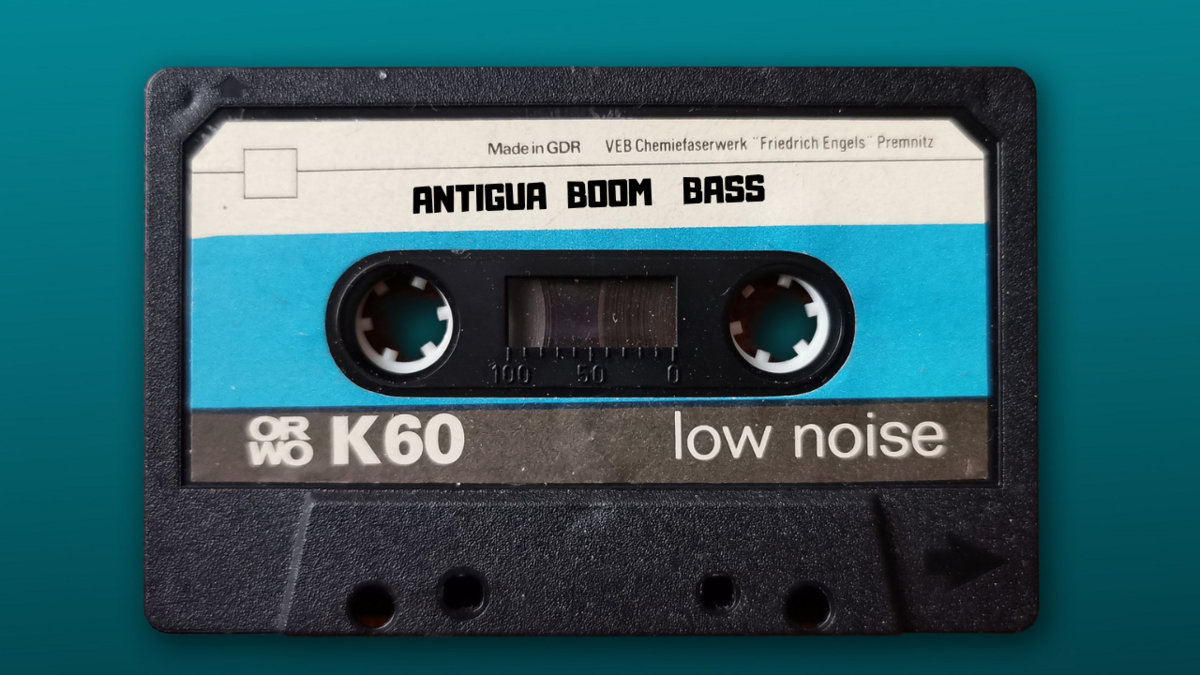 Made in GDR VEB Chemiefaserwerk "Friedrich Engels" Premnitz
ANTIGUA BOOM BASS
100 50 0
ORWO K60 low noise